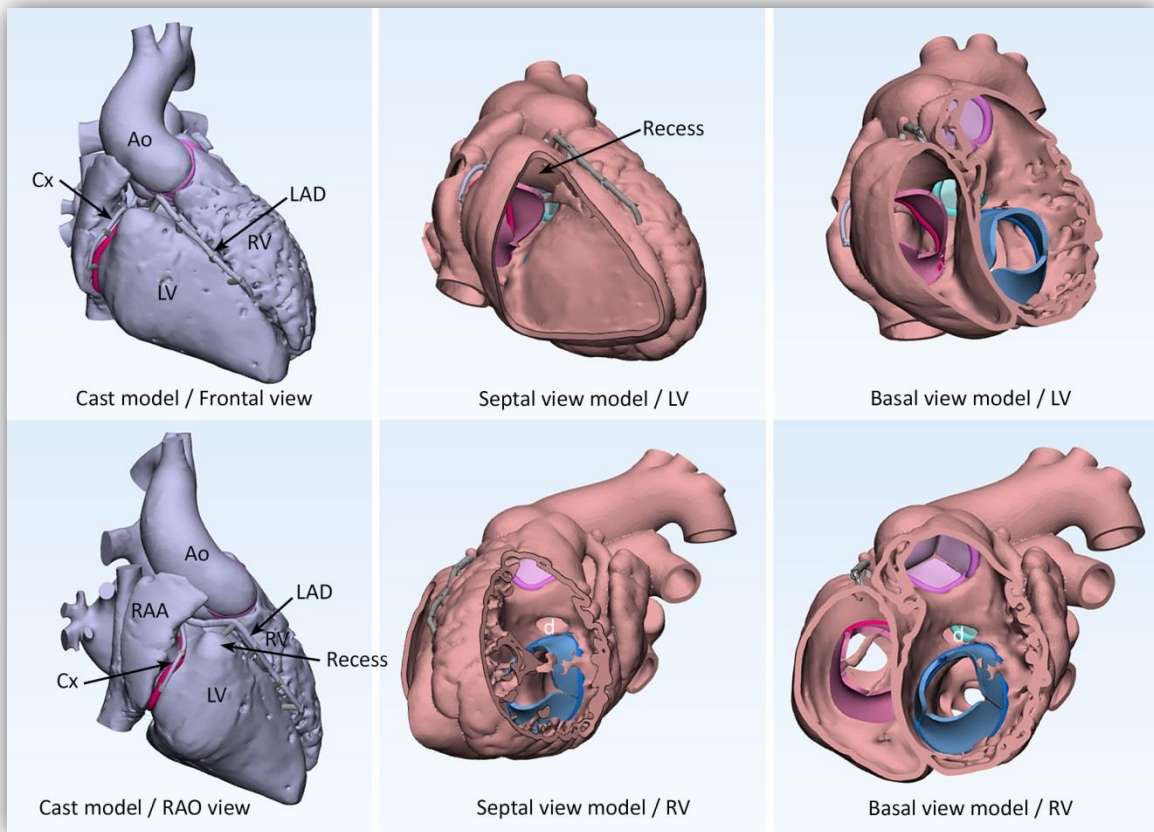 Ao
Cx
LAD
RV
LV
Cast model / Frontal view
Recess
Septal view model / LV
Basal view model / LV
Ao
RAA
LAD
RV
Cx
LV
Recess
Cast model / RAO view
d
Septal view model / RV
d
Basal view model / RV